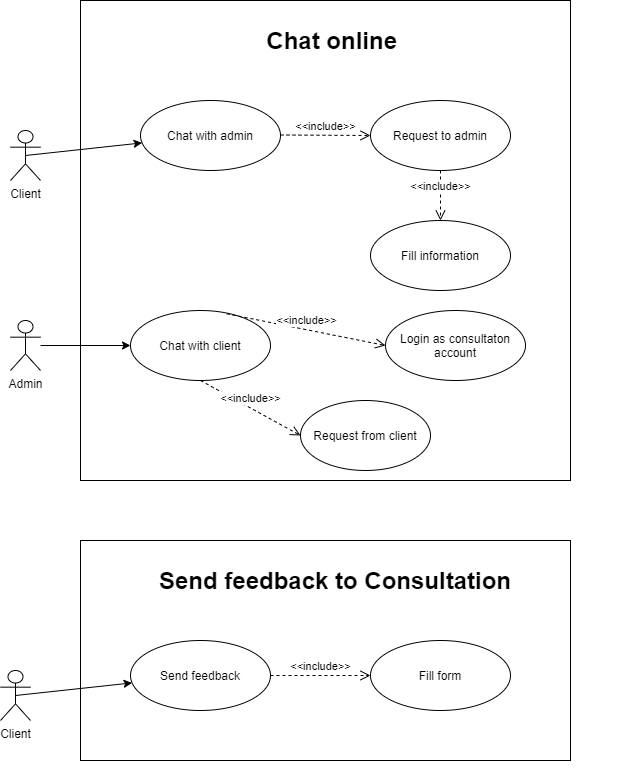 Chat online
Chat with admin
<<include>>
Request to admin
<<include>>
Client
Fill information
<<include>>
Chat with client
Login as consultaton
account
Admin
<<include>>
Request from client
Send feedback to Consultation
<<include>>
Send feedback
Fill form
Client